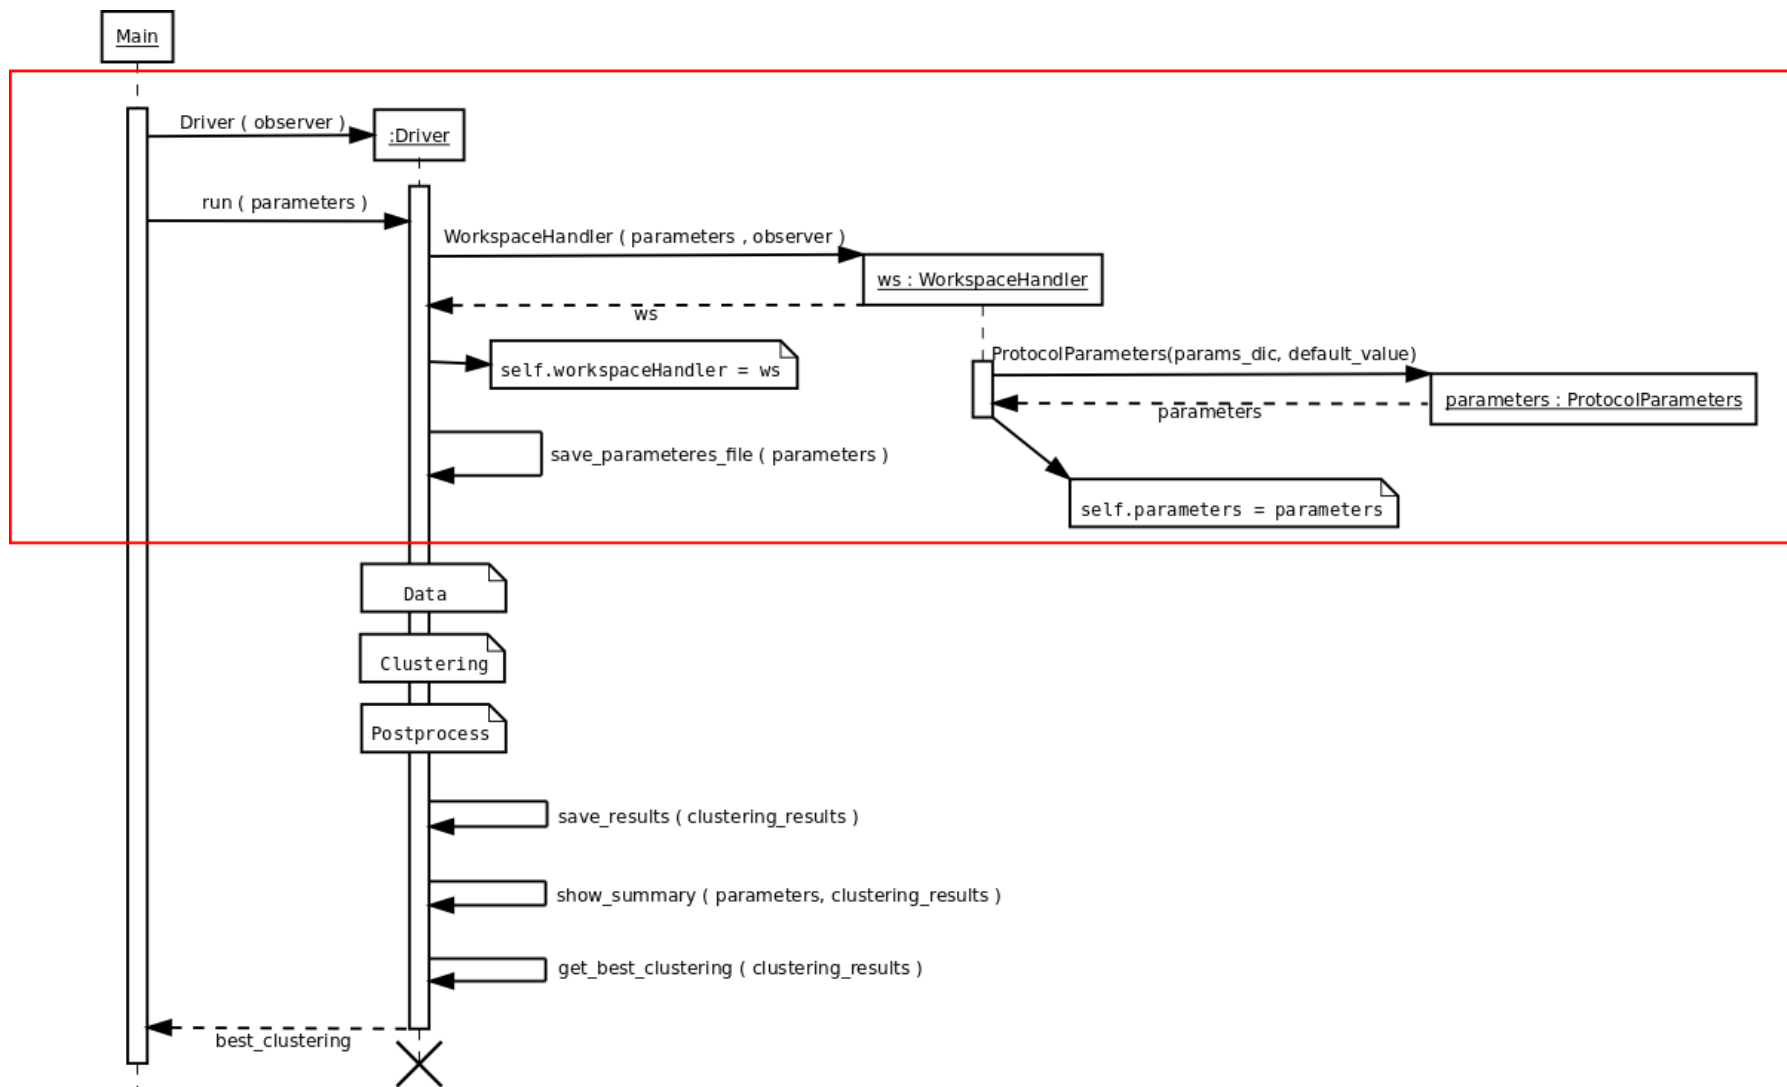 Main
Driver ( observer )
:Driver
run ( parameters )
WorkspaceHandler ( parameters , observer )
ws : WorkspaceHandler
ws
ProtocolParameters(params_dic, default_value)
self.workspaceHandler = ws
parameters : ProtocolParameters
parameters
save_parameteres_file ( parameters )
self.parameters = parameters
Data
Clustering
Postprocess
save_results ( clustering_results )
show_summary ( parameters, clustering_results )
get_best_clustering ( clustering_results )
best_clustering